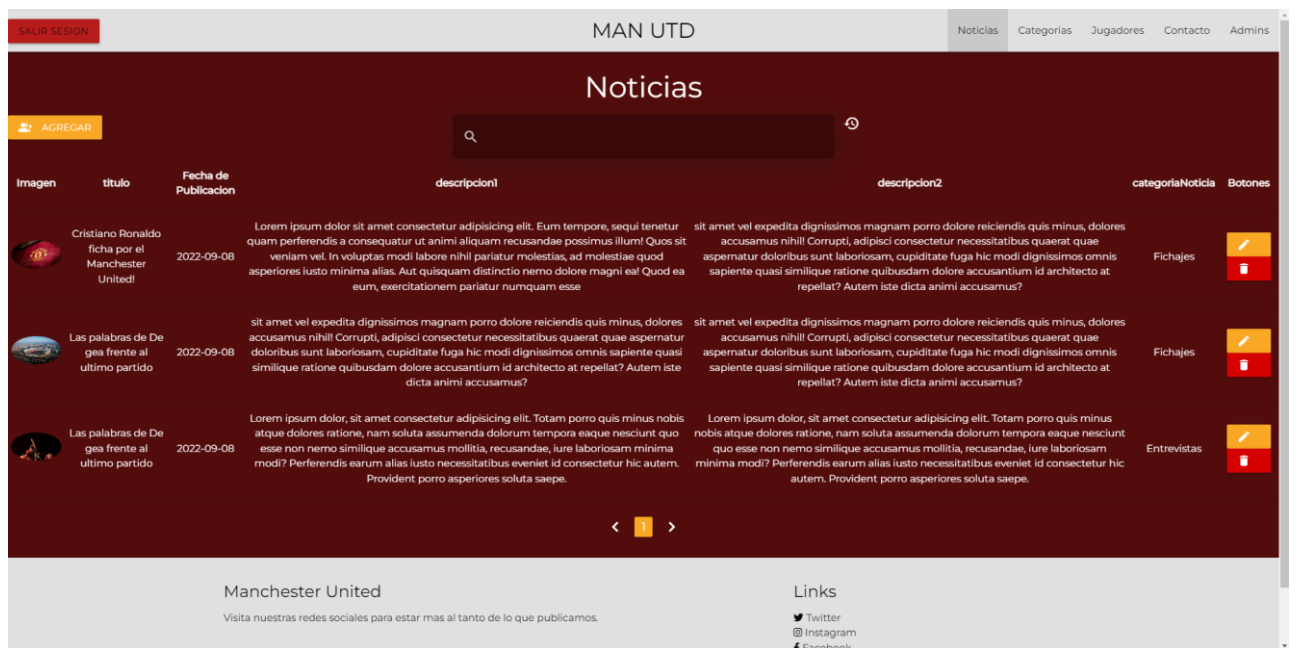 SALIR SESION
MAN UTD
Noticias Categorias Jugadores Contacto Admins
Noticias
AGREGAR
Imagen
titulo
Fecha de
Publicacion
descripcion1
descripcion2
categoriaNoticia
Botones
Cristiano Ronaldo
ficha por el
Manchester
United!
2022-09-08
Lorem ipsum dolor sit amet consectetur adipisicing elit. Eum tempore, sequi tenetur
quam perferendis a consequatur ut animi aliquam recusandae possimus illum! Quos sit
veniam vel. In voluptas modi labore nihil pariatur molestias, ad molestiae quod
asperiores iusto minima alias. Aut quisquam distinctio nemo dolore magni ea! Quod ea
eum, exercitationem pariatur numquam esse
sit amet vel expedita dignissimos magnam porro dolore reiciendis quis minus, dolores
accusamus nihil! Corrupti, adipisci consectetur necessitatibus quaerat quae
aspernatur doloribus sunt laboriosam, cupiditate fuga hic modi dignissimos omnis
sapiente quasi similique ratione quibusdam dolore accusantium id architecto at
repellat? Autem iste dicta animi accusamus?
Fichajes
Las palabras de De
gea frente al
ultimo partido
2022-09-08
sit amet vel expedita dignissimos magnam porro dolore reiciendis quis minus, dolores
accusamus nihil! Corrupti, adipisci consectetur necessitatibus quaerat quae aspernatur
doloribus sunt laboriosam, cupiditate fuga hic modi dignissimos omnis sapiente quasi
similique ratione quibusdam dolore accusantium id architecto at repellat? Autem iste
dicta animi accusamus?
sit amet vel expedita dignissimos magnam porro dolore reiciendis quis minus, dolores
accusamus nihil! Corrupti, adipisci consectetur necessitatibus quaerat quae
aspernatur doloribus sunt laboriosam, cupiditate fuga hic modi dignissimos omnis
sapiente quasi similique ratione quibusdam dolore accusantium id architecto at
repellat? Autem iste dicta animi accusamus?
Fichajes
Las palabras de De
gea frente al
ultimo partido
2022-09-08
Lorem ipsum dolor, sit amet consectetur adipisicing elit. Totam porro quis minus nobis
atque dolores ratione, nam soluta assumenda dolorum tempora eaque nesciunt quo
esse non nemo similique accusamus mollitia, recusandae, iure laboriosam minima
modi? Perferendis earum alias iusto necessitatibus eveniet id consectetur hic autem.
Provident porro asperiores soluta saepe.
Lorem ipsum dolor, sit amet consectetur adipisicing elit. Totam porro quis minus
nobis atque dolores ratione, nam soluta assumenda dolorum tempora eaque nesciunt
quo esse non nemo similique accusamus mollitia, recusandae, iure laboriosam
minima modi? Perferendis earum alias iusto necessitatibus eveniet id consectetur hic
autem. Provident porro asperiores soluta saepe.
Entrevistas
1
Manchester United
Visita nuestras redes sociales para estar mas al tanto de lo que publicamos.
Links
Twitter
Instagram
Facebook